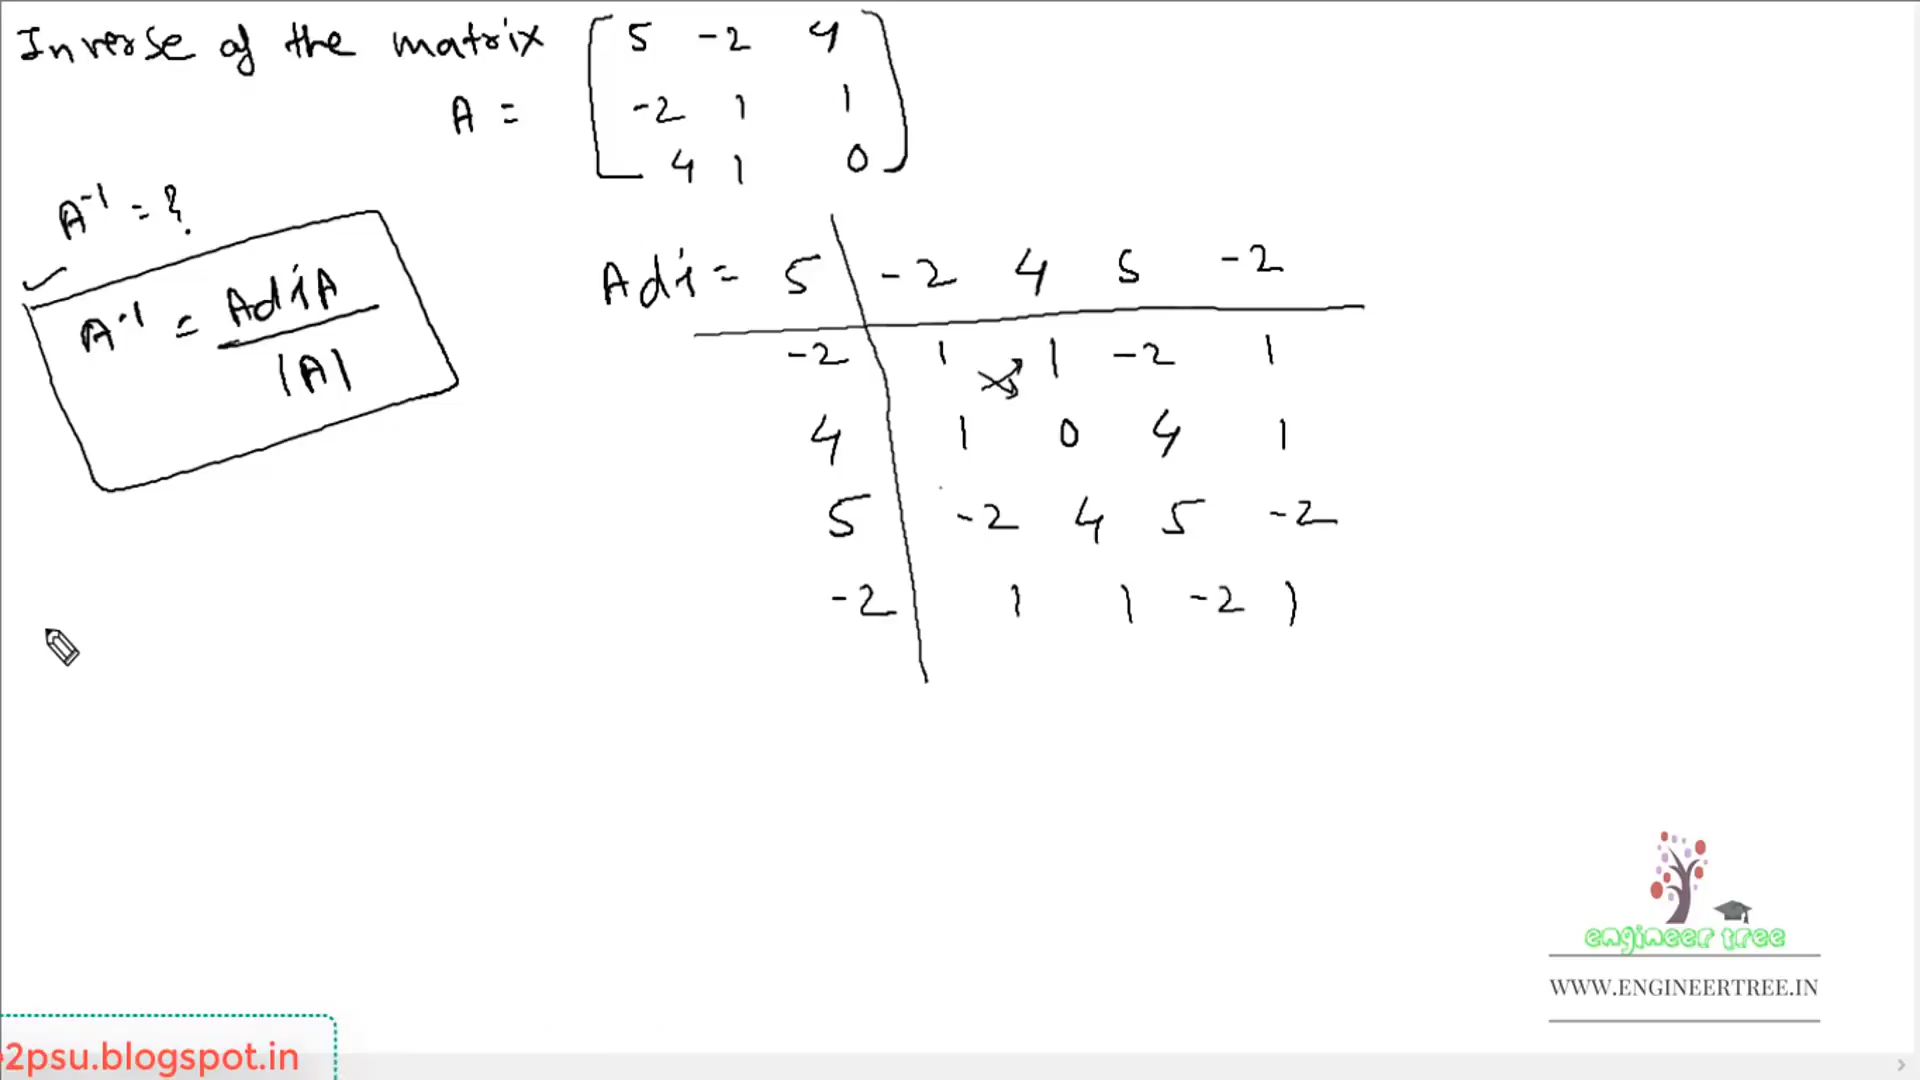 Inverse of the matrix
A = [ 5 -2 4
-2 1 1
4 1 0 ]
A⁻¹ = ?
A⁻¹ = AdjA
|A|
Adj = 5 -2 4 5 -2
-2 1 1 -2 1
4 1 0 4 1
5 -2 4 5 -2
-2 1 1 -2 1
engineer tree
WWW.ENGINEERTREE.IN
2psu.blogspot.in